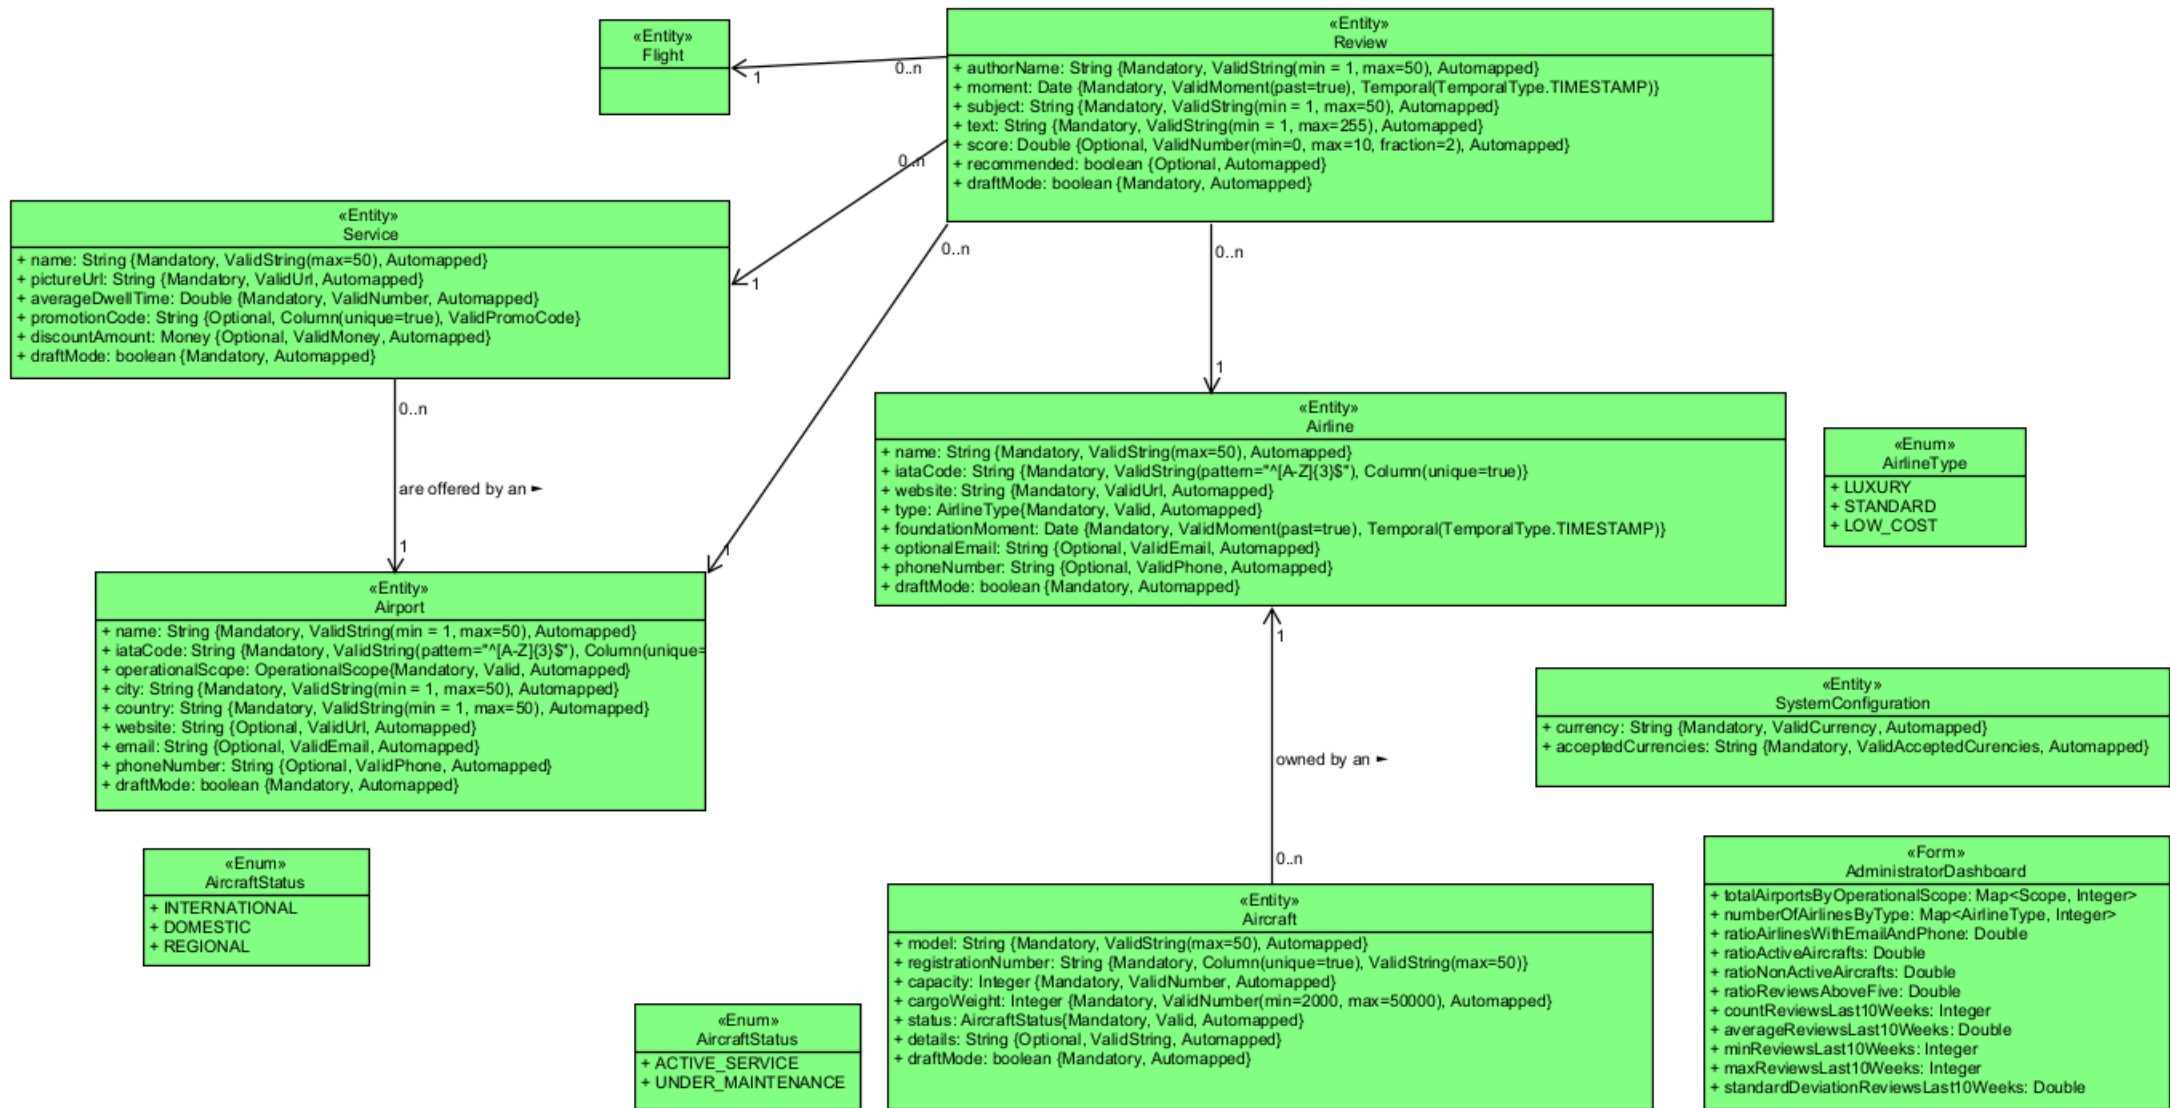 «Entity»
Flight
«Entity»
Review
+ authorName: String {Mandatory, ValidString(min = 1, max=50), Automapped}
+ moment: Date {Mandatory, ValidMoment(past=true), Temporal(TemporalType.TIMESTAMP)}
+ subject: String {Mandatory, ValidString(min = 1, max=50), Automapped}
+ text: String {Mandatory, ValidString(min = 1, max=255), Automapped}
+ score: Double {Optional, ValidNumber(min=0, max=10, fraction=2), Automapped}
+ recommended: boolean {Optional, Automapped}
+ draftMode: boolean {Mandatory, Automapped}
0..n
1
0..n
1
0..n
1
0..n
1
«Entity»
Service
+ name: String {Mandatory, ValidString(max=50), Automapped}
+ pictureUrl: String {Mandatory, ValidUrl, Automapped}
+ averageDwellTime: Double {Mandatory, ValidNumber, Automapped}
+ promotionCode: String {Optional, Column(unique=true), ValidPromoCode}
+ discountAmount: Money {Optional, ValidMoney, Automapped}
+ draftMode: boolean {Mandatory, Automapped}
0..n
are offered by an ►
1
«Entity»
Airline
+ name: String {Mandatory, ValidString(max=50), Automapped}
+ iataCode: String {Mandatory, ValidString(pattern="^[A-Z]{3}$"), Column(unique=true)}
+ website: String {Mandatory, ValidUrl, Automapped}
+ type: AirlineType{Mandatory, Valid, Automapped}
+ foundationMoment: Date {Mandatory, ValidMoment(past=true), Temporal(TemporalType.TIMESTAMP)}
+ optionalEmail: String {Optional, ValidEmail, Automapped}
+ phoneNumber: String {Optional, ValidPhone, Automapped}
+ draftMode: boolean {Mandatory, Automapped}
«Enum»
AirlineType
+ LUXURY
+ STANDARD
+ LOW_COST
«Entity»
Airport
+ name: String {Mandatory, ValidString(min = 1, max=50), Automapped}
+ iataCode: String {Mandatory, ValidString(pattern="^[A-Z]{3}$"), Column(unique=
+ operationalScope: OperationalScope{Mandatory, Valid, Automapped}
+ city: String {Mandatory, ValidString(min = 1, max=50), Automapped}
+ country: String {Mandatory, ValidString(min = 1, max=50), Automapped}
+ website: String {Optional, ValidUrl, Automapped}
+ email: String {Optional, ValidEmail, Automapped}
+ phoneNumber: String {Optional, ValidPhone, Automapped}
+ draftMode: boolean {Mandatory, Automapped}
1
owned by an ►
0..n
«Entity»
SystemConfiguration
+ currency: String {Mandatory, ValidCurrency, Automapped}
+ acceptedCurrencies: String {Mandatory, ValidAcceptedCurencies, Automapped}
«Enum»
AircraftStatus
+ INTERNATIONAL
+ DOMESTIC
+ REGIONAL
«Enum»
AircraftStatus
+ ACTIVE_SERVICE
+ UNDER_MAINTENANCE
«Entity»
Aircraft
+ model: String {Mandatory, ValidString(max=50), Automapped}
+ registrationNumber: String {Mandatory, Column(unique=true), ValidString(max=50)}
+ capacity: Integer {Mandatory, ValidNumber, Automapped}
+ cargoWeight: Integer {Mandatory, ValidNumber(min=2000, max=50000), Automapped}
+ status: AircraftStatus{Mandatory, Valid, Automapped}
+ details: String {Optional, ValidString, Automapped}
+ draftMode: boolean {Mandatory, Automapped}
«Form»
AdministratorDashboard
+ totalAirportsByOperationalScope: Map<Scope, Integer>
+ numberOfAirlinesByType: Map<AirlineType, Integer>
+ ratioAirlinesWithEmailAndPhone: Double
+ ratioActiveAircrafts: Double
+ ratioNonActiveAircrafts: Double
+ ratioReviewsAboveFive: Double
+ countReviewsLast10Weeks: Integer
+ averageReviewsLast10Weeks: Double
+ minReviewsLast10Weeks: Integer
+ maxReviewsLast10Weeks: Integer
+ standardDeviationReviewsLast10Weeks: Double